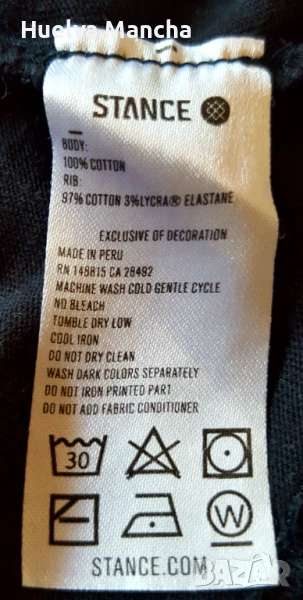 Huelva Mancha
STANCE
BODY:
100% COTTON
RIB:
97% COTTON 3%LYCRA® ELASTANE
EXCLUSIVE OF DECORATION
MADE IN PERU
RN 148815 CA 28492
MACHINE WASH COLD GENTLE CYCLE
NO BLEACH
TUMBLE DRY LOW
COOL IRON
DO NOT DRY CLEAN
WASH DARK COLORS SEPARATELY
DO NOT IRON PRINTED PART
DO NOT ADD FABRIC CONDITIONER
30
W
STANCE.COM
BAZAR